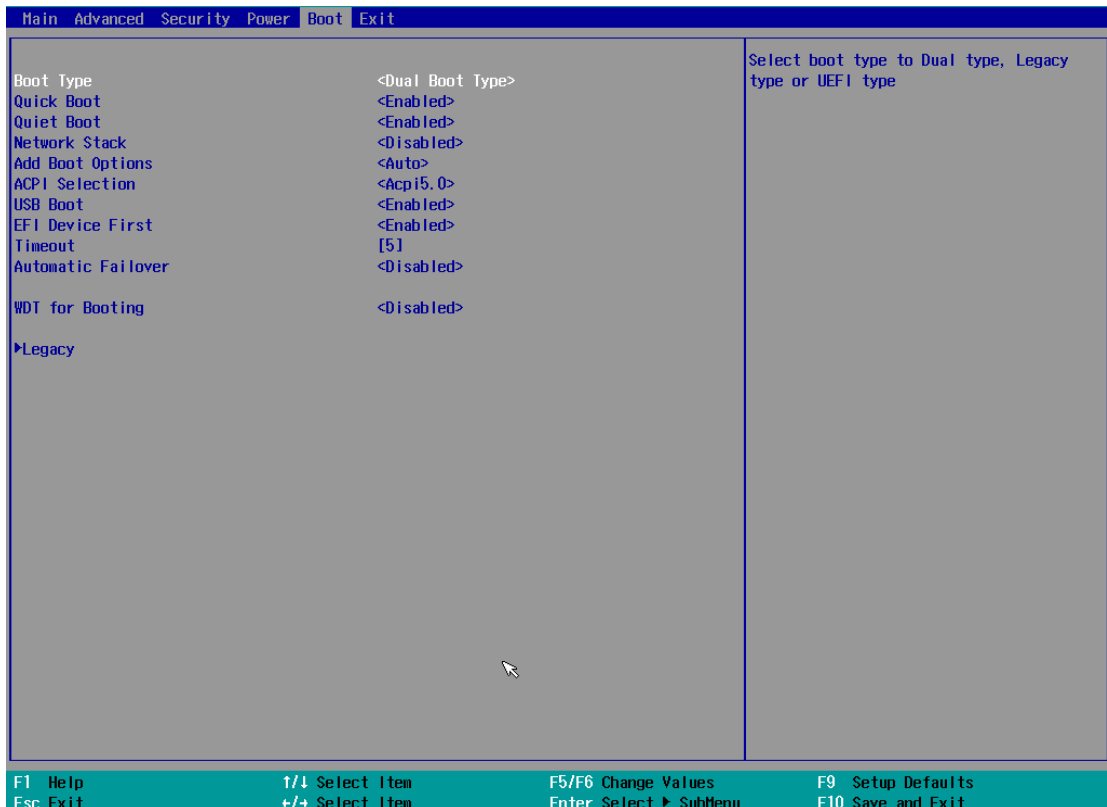 Main Advanced Security Power Boot Exit
Boot Type <Dual Boot Type>
Quick Boot <Enabled>
Quiet Boot <Enabled>
Network Stack <Disabled>
Add Boot Options <Auto>
ACPI Selection <Acpi5.0>
USB Boot <Enabled>
EFI Device First <Enabled>
Timeout [5]
Automatic Failover <Disabled>
WDT for Booting <Disabled>
▶Legacy
Select boot type to Dual type, Legacy
type or UEFI type
F1 Help ↑/↓ Select Item F5/F6 Change Values F9 Setup Defaults
Esc Exit ←/→ Select Item Enter Select ▶ SubMenu F10 Save and Exit